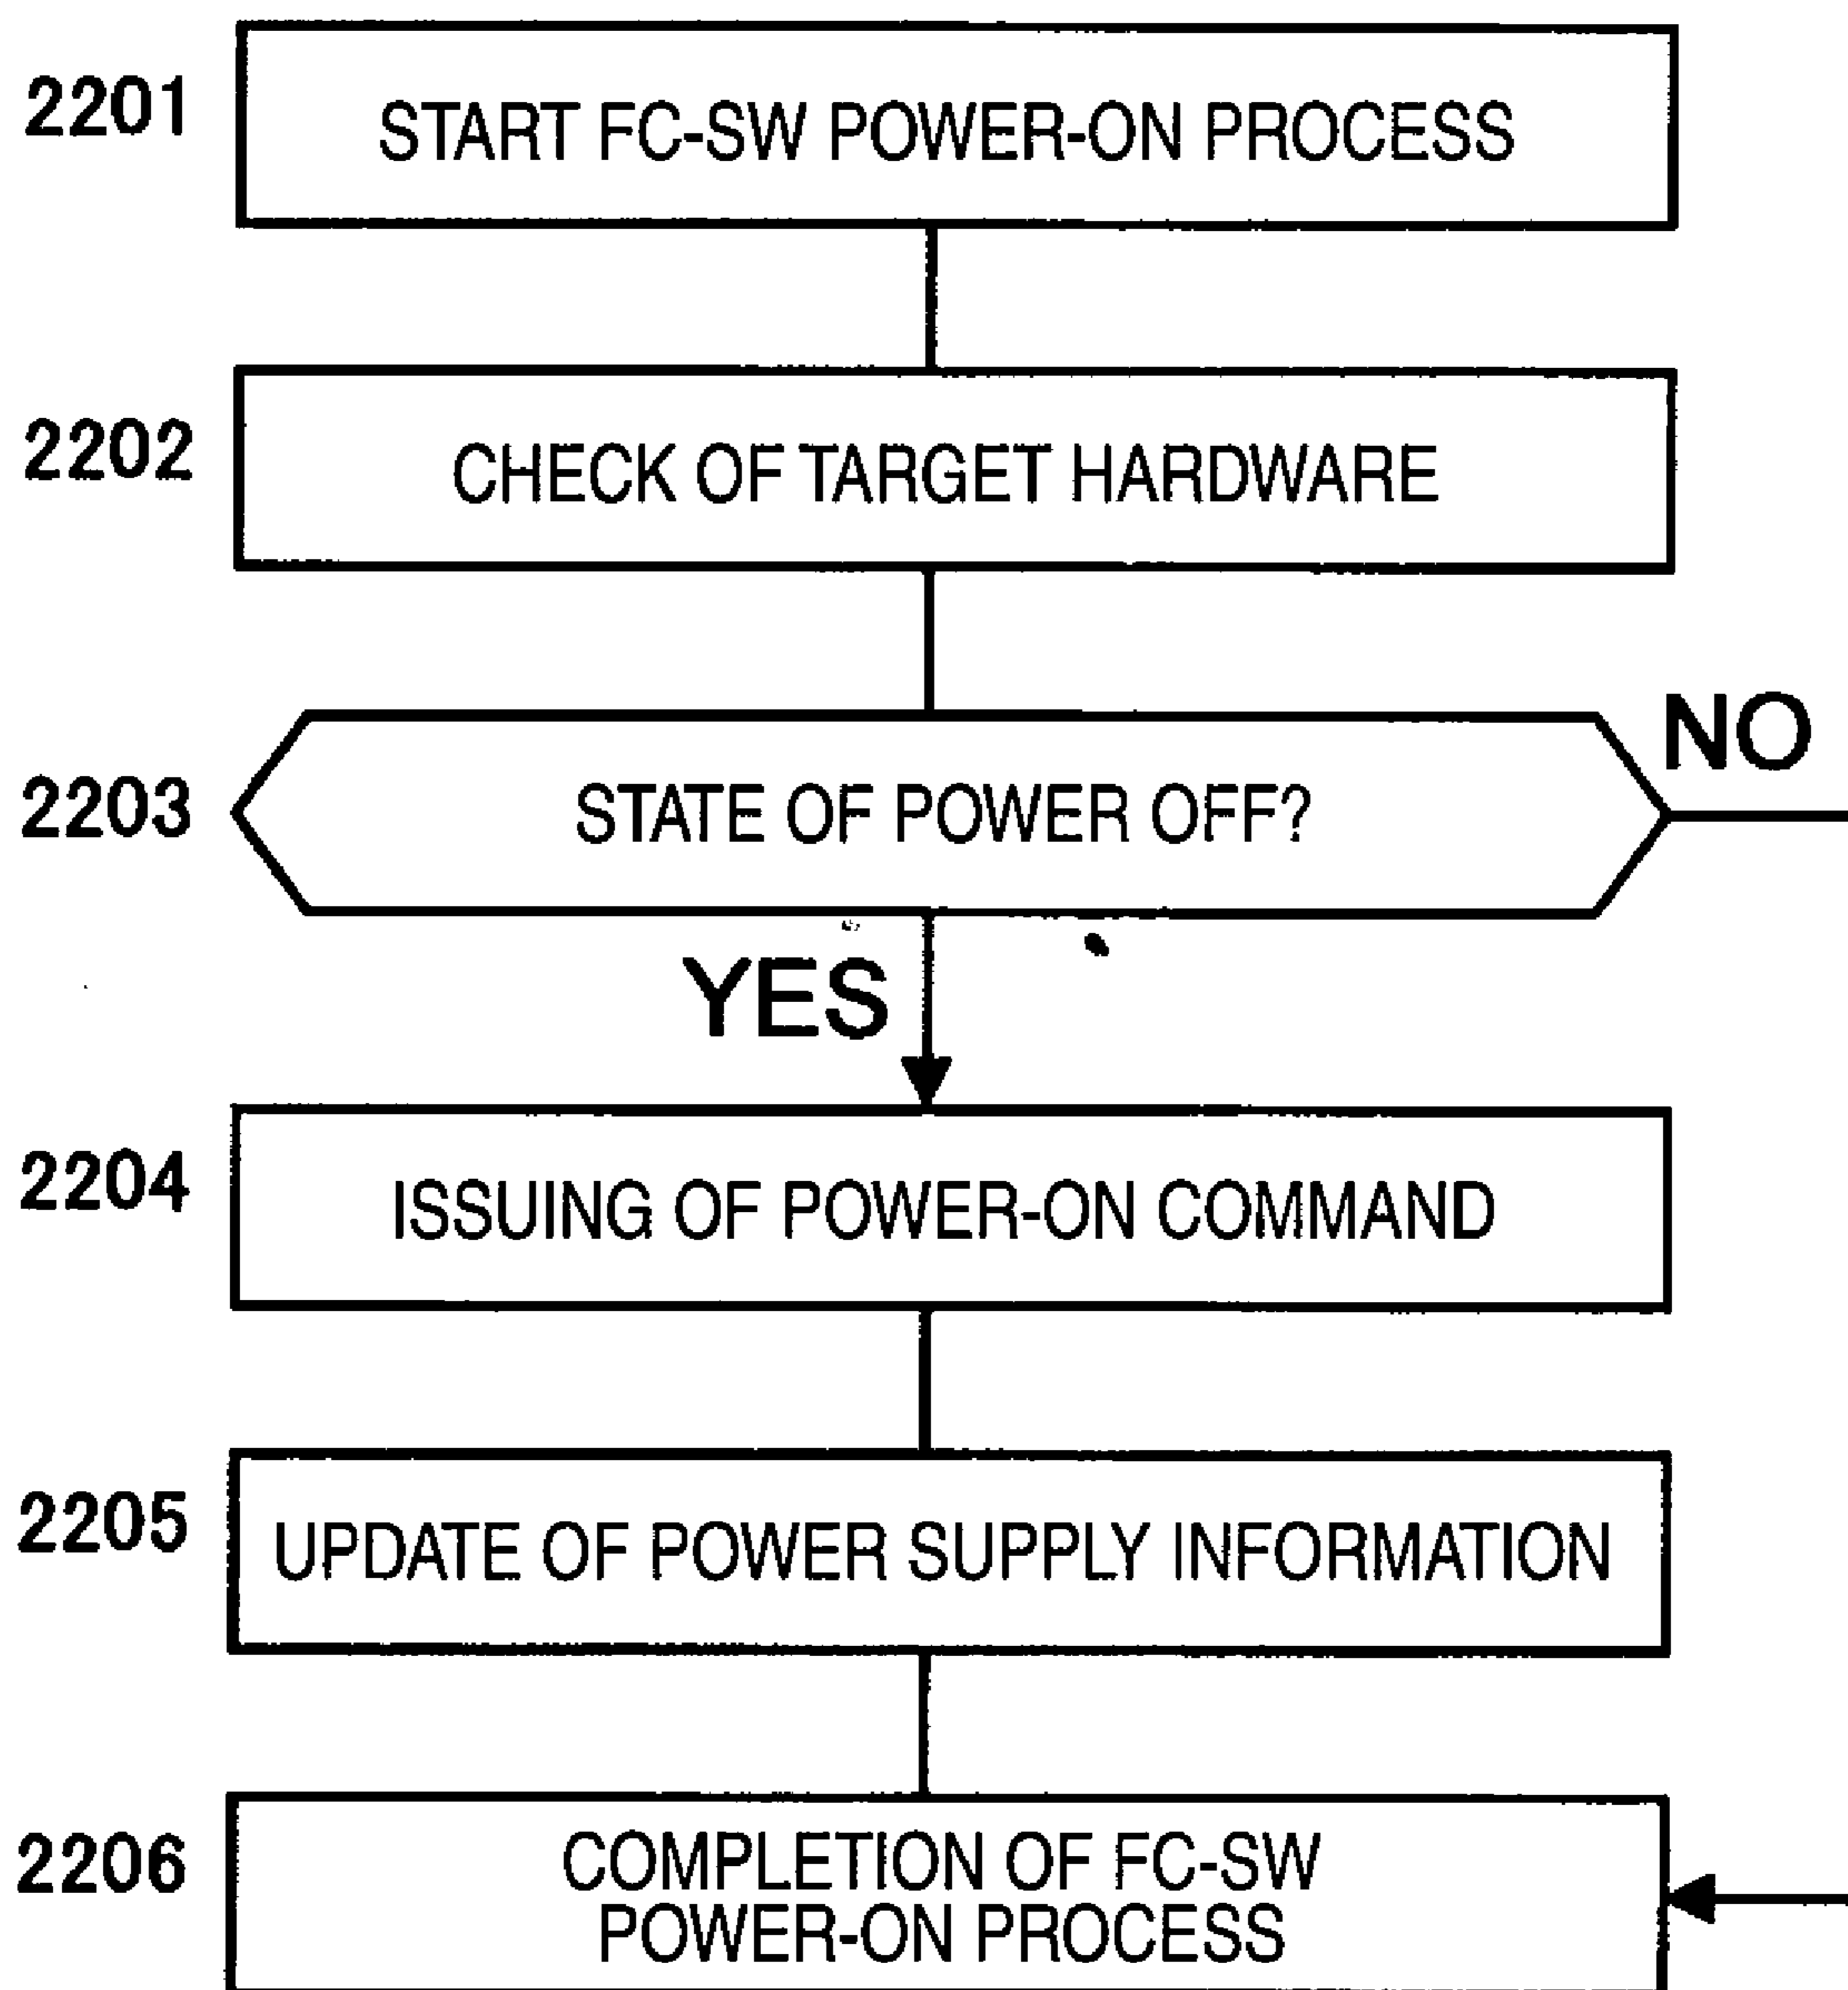 2201
START FC-SW POWER-ON PROCESS
2202
CHECK OF TARGET HARDWARE
NO
2203
STATE OF POWER OFF?
YES
2204
ISSUING OF POWER-ON COMMAND
2205
UPDATE OF POWER SUPPLY INFORMATION
2206
COMPLETION OF FC-SW
POWER-ON PROCESS